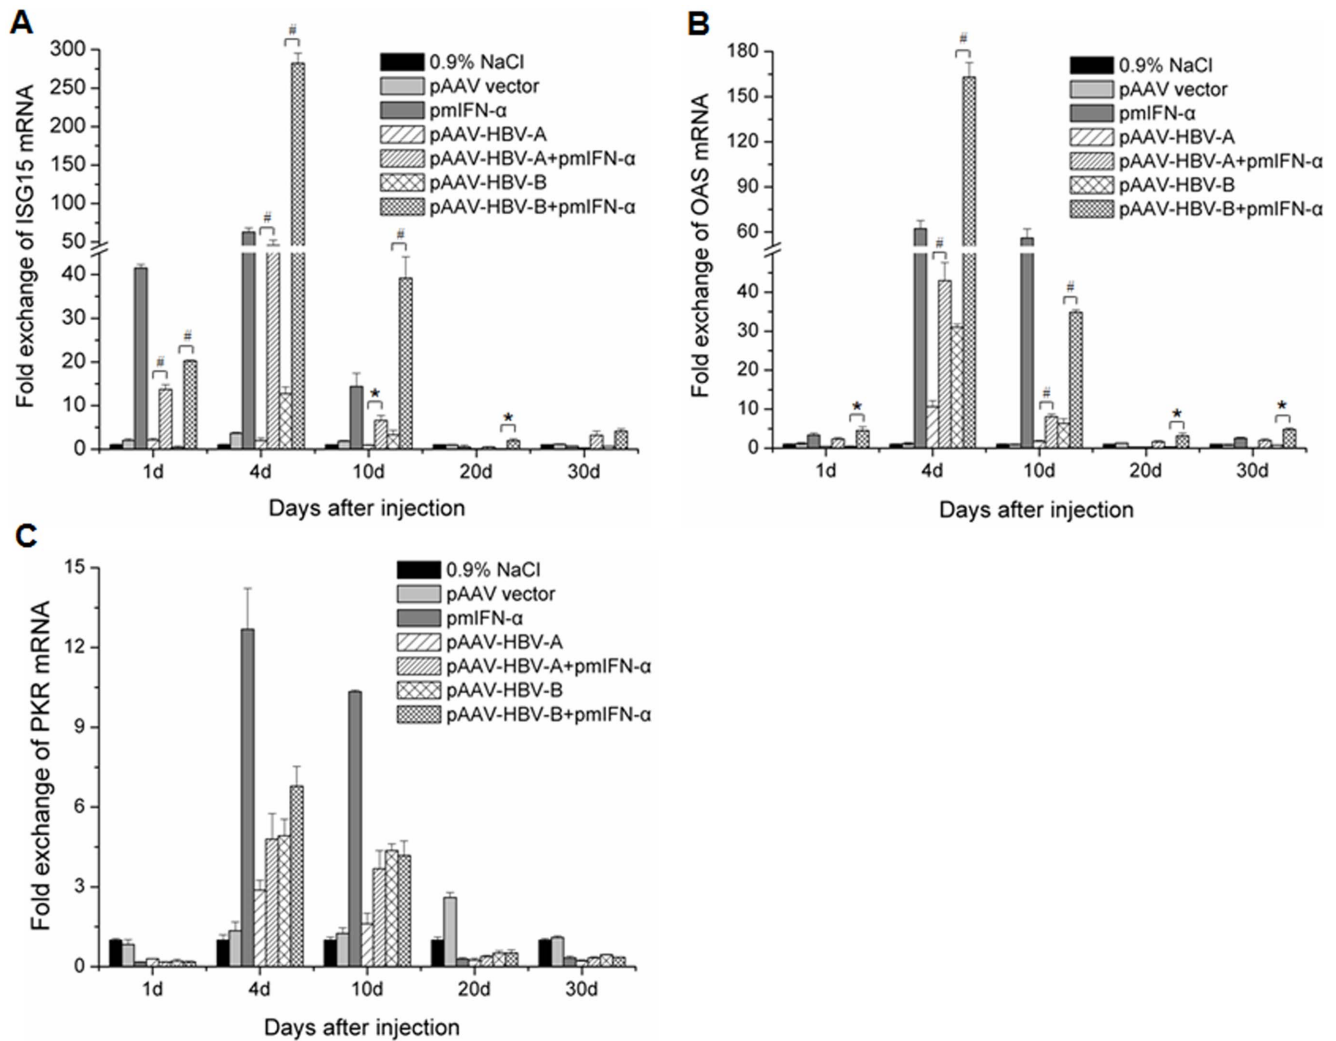 A
Fold exchange of ISG15 mRNA
300
250
200
150
100
50
40
30
20
10
0
0.9% NaCl
pAAV vector
pmIFN-α
pAAV-HBV-A
pAAV-HBV-A+pmIFN-α
pAAV-HBV-B
pAAV-HBV-B+pmIFN-α
# # # # * # *
1d 4d 10d 20d 30d
Days after injection
B
Fold exchange of OAS mRNA
180
150
120
90
60
40
30
20
10
0
0.9% NaCl
pAAV vector
pmIFN-α
pAAV-HBV-A
pAAV-HBV-A+pmIFN-α
pAAV-HBV-B
pAAV-HBV-B+pmIFN-α
* # # # # * *
1d 4d 10d 20d 30d
Days after injection
C
Fold exchange of PKR mRNA
15
12
9
6
3
0
0.9% NaCl
pAAV vector
pmIFN-α
pAAV-HBV-A
pAAV-HBV-A+pmIFN-α
pAAV-HBV-B
pAAV-HBV-B+pmIFN-α
1d 4d 10d 20d 30d
Days after injection